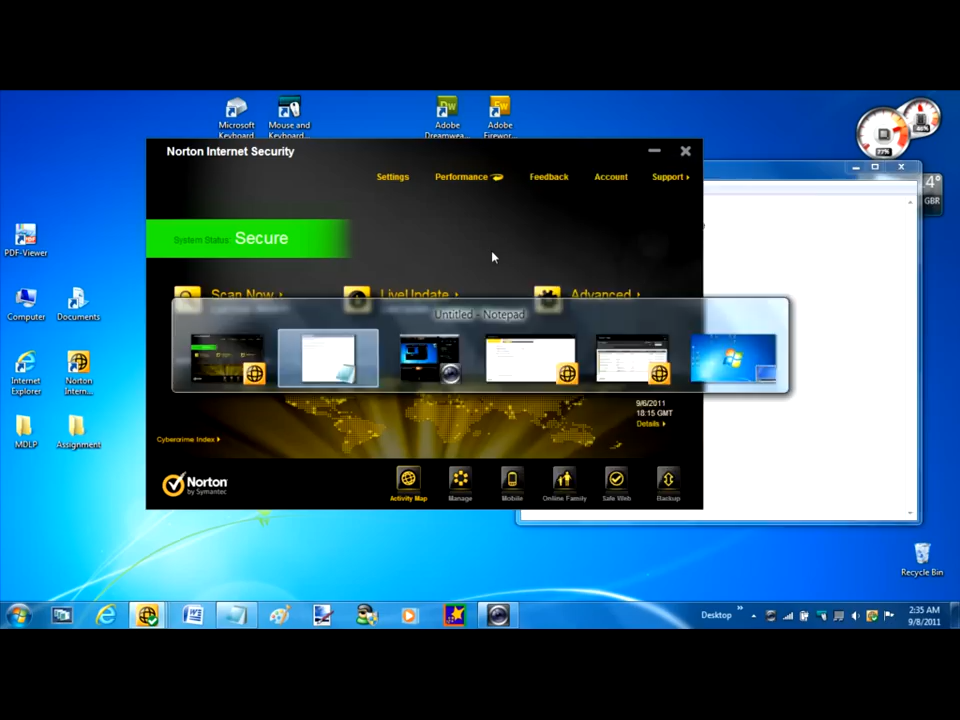 Microsoft
Keyboard
Mouse and
Keyboard...
Adobe
Dreamwea...
Adobe
Firewor...
Norton Internet Security
Settings
Performance
Feedback
Account
Support
System Status: Secure
Scan Now
LiveUpdate
Advanced
Untitled - Notepad
9/6/2011
18:15 GMT
Details
Cybercrime Index
Norton
by Symantec
Activity Map
Manage
Mobile
Online Family
Safe Web
Backup
PDF-Viewer
Computer
Documents
Internet
Explorer
Norton
Intern...
MDLP
Assignment
GBR
Recycle Bin
Desktop
2:35 AM
9/8/2011